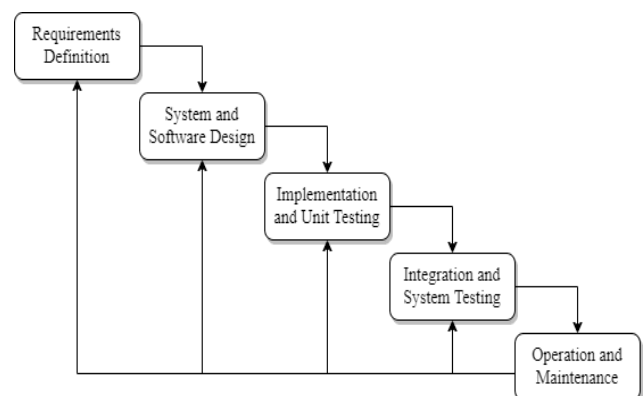 Requirements
Definition
System and
Software Design
Implementation
and Unit Testing
Integration and
System Testing
Operation and
Maintenance